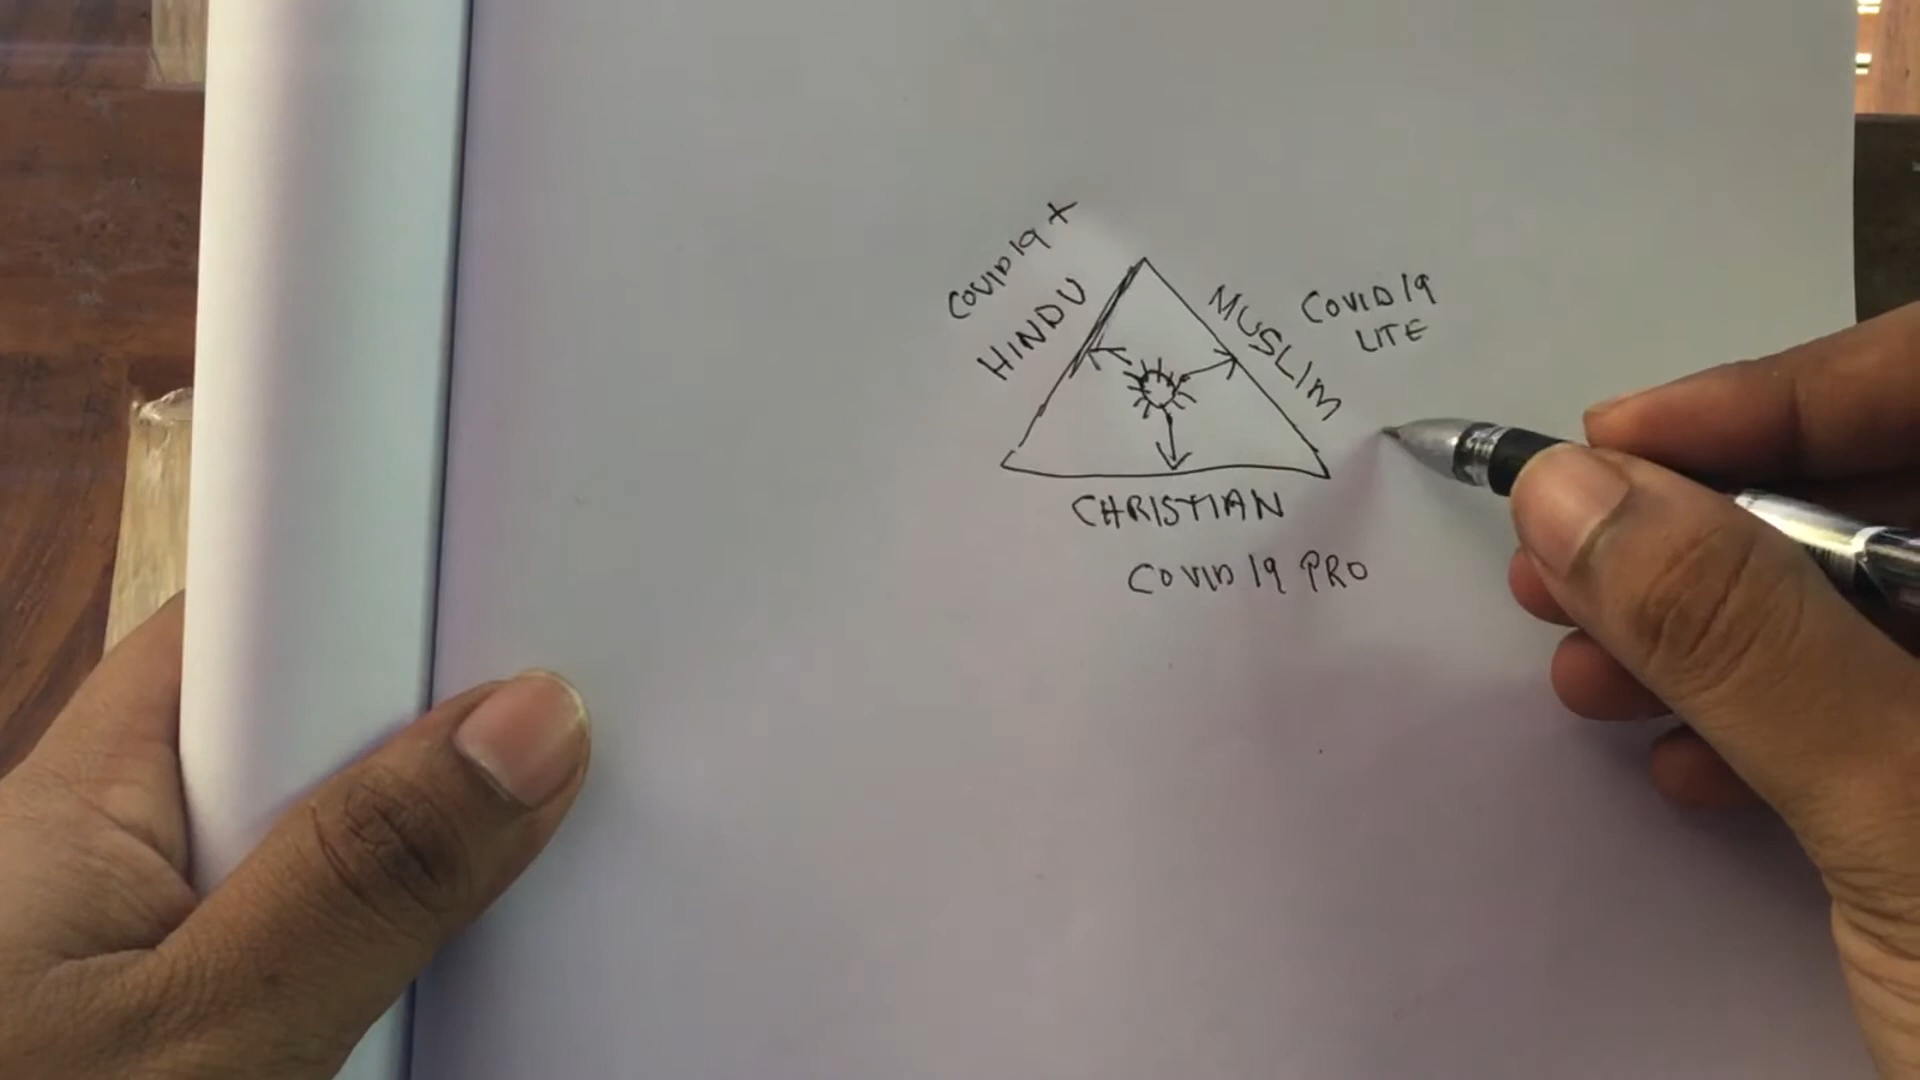 COVID 19 +
HINDU
MUSLIM
COVID 19
LITE
CHRISTIAN
COVID 19 PRO